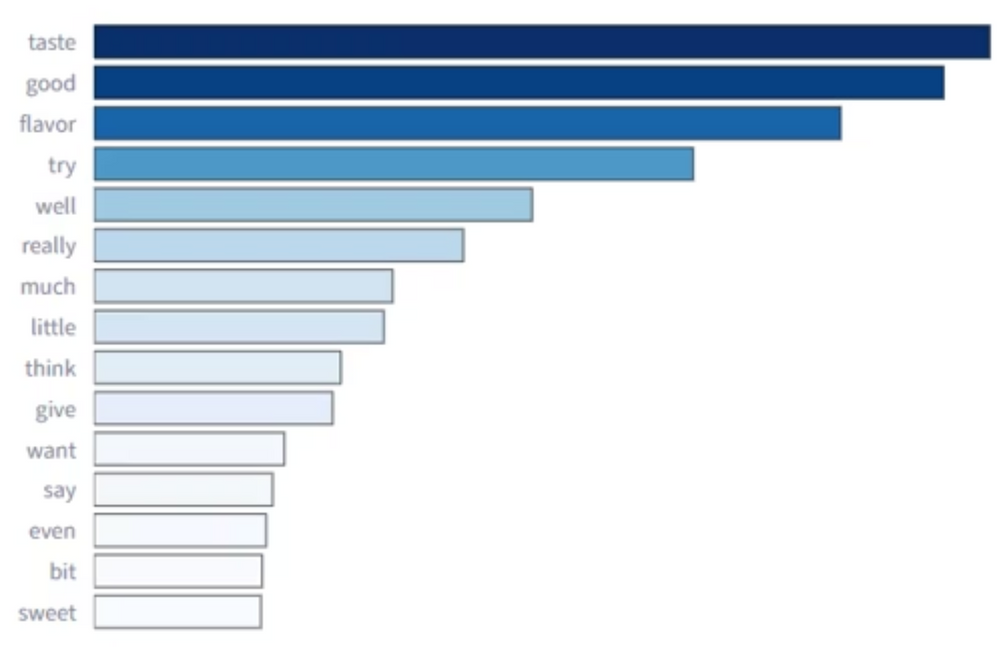 taste
good
flavor
try
well
really
much
little
think
give
want
say
even
bit
sweet